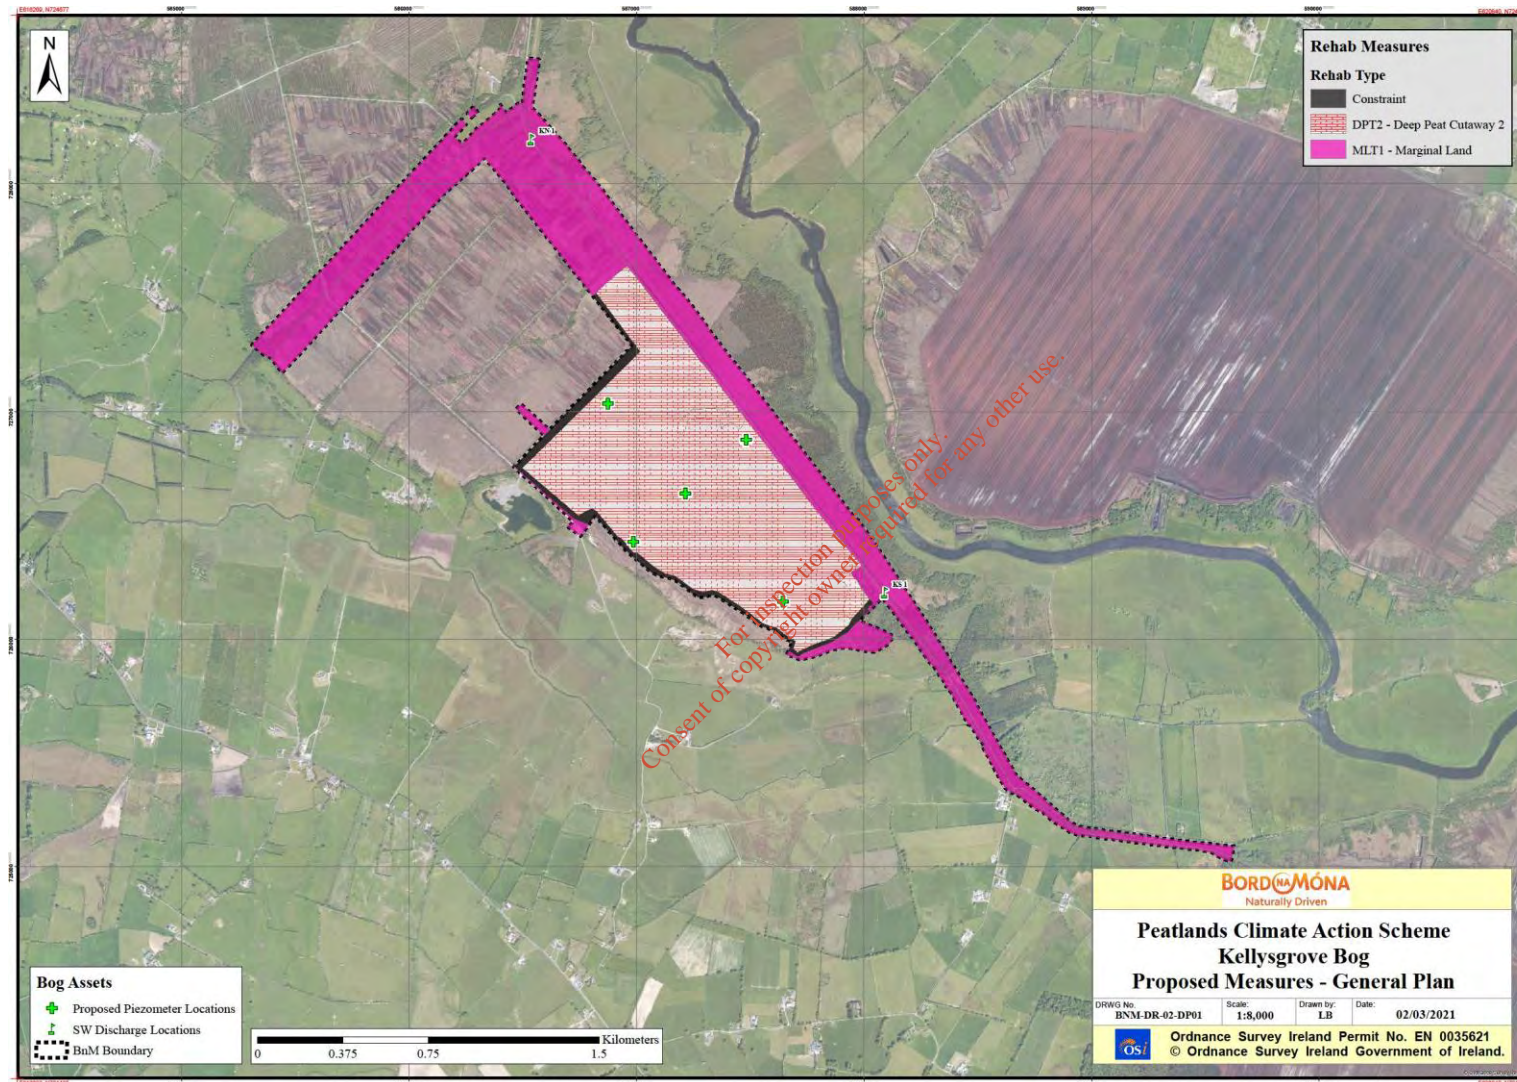 N
Rehab Measures
Rehab Type
Constraint
DPT2 - Deep Peat Cutaway 2
MLT1 - Marginal Land
KN 1
KS 1
For inspection purposes only.
Consent of copyright owner required for any other use.
Bog Assets
Proposed Piezometer Locations
SW Discharge Locations
BnM Boundary
Kilometers
0 0.375 0.75 1.5
BORD NA MÓNA
Naturally Driven
Peatlands Climate Action Scheme
Kellysgrove Bog
Proposed Measures - General Plan
DRWG No. Scale: Drawn by: Date:
BNM-DR-02-DP01 1:8,000 LB 02/03/2021
OSi
Ordnance Survey Ireland Permit No. EN 0035621
© Ordnance Survey Ireland Government of Ireland.